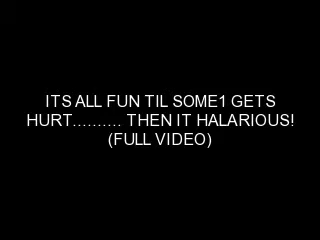 ITS ALL FUN TIL SOME1 GETS
HURT.......... THEN IT HALARIOUS!
(FULL VIDEO)